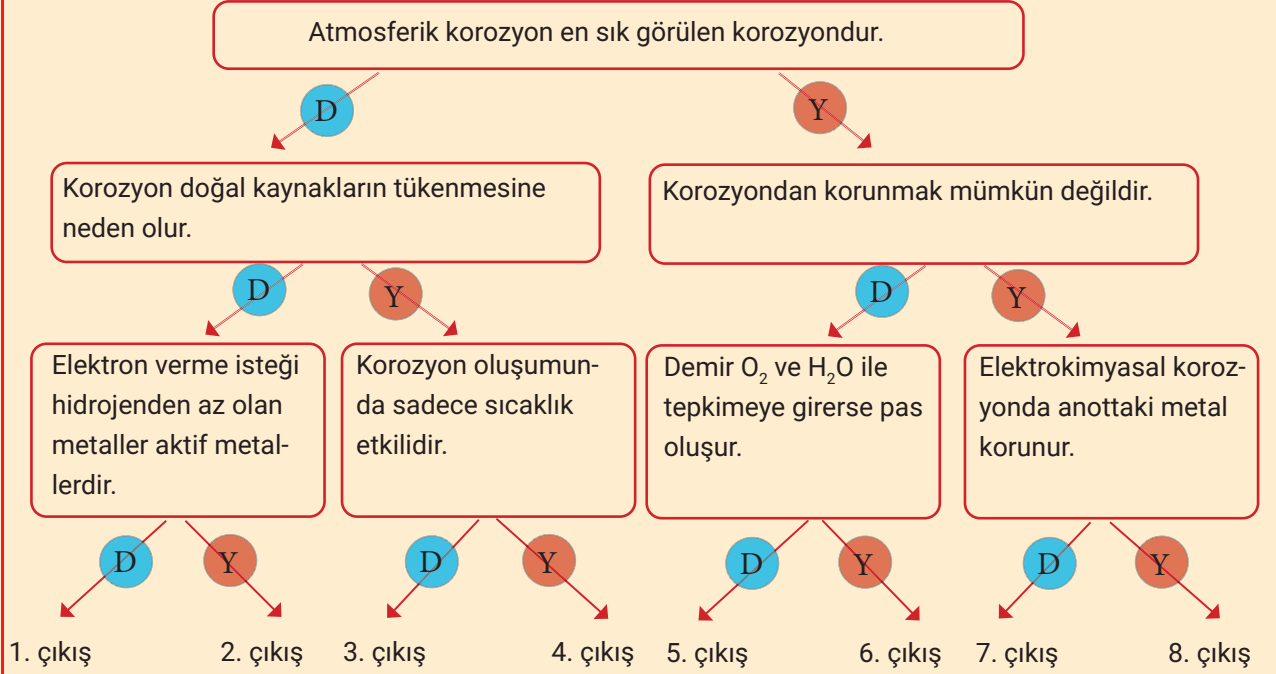 Atmosferik korozyon en sık görülen korozyondur.
D
Y
Korozyon doğal kaynakların tükenmesine
neden olur.
Korozyondan korunmak mümkün değildir.
D
Y
D
Y
Elektron verme isteği
hidrojenden az olan
metaller aktif metal-
lerdir.
Korozyon oluşumun-
da sadece sıcaklık
etkilidir.
Demir O₂ ve H₂O ile
tepkimeye girerse pas
oluşur.
Elektrokimyasal koroz-
yonda anottaki metal
korunur.
D
Y
D
Y
D
Y
D
Y
1. çıkış
2. çıkış
3. çıkış
4. çıkış
5. çıkış
6. çıkış
7. çıkış
8. çıkış